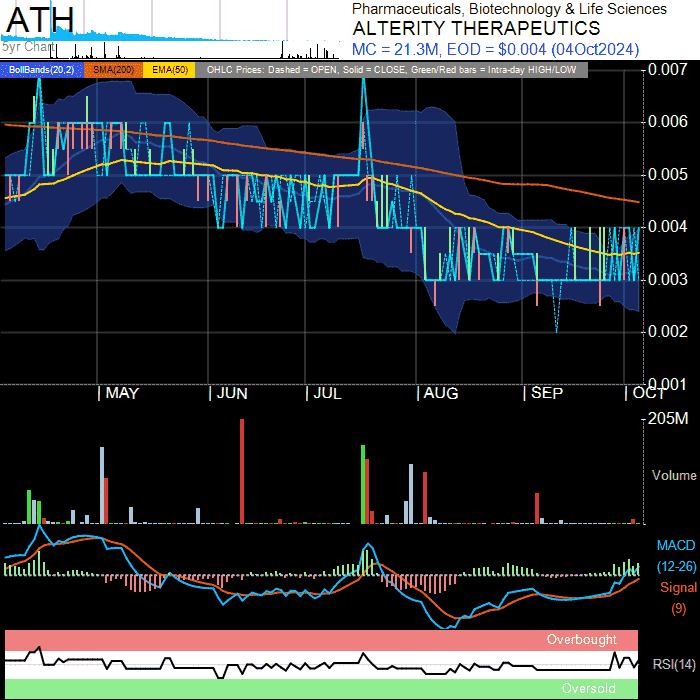 ATH
Pharmaceuticals, Biotechnology & Life Sciences
ALTERITY THERAPEUTICS
MC = 21.3M, EOD = $0.004 (04Oct2024)
5yr Chart
BollBands(20,2) SMA(200) EMA(50) OHLC Prices: Dashed = OPEN, Solid = CLOSE, Green/Red bars = Intra-day HIGH/LOW
0.007
0.006
0.005
0.004
0.003
0.002
0.001
MAY JUN JUL AUG SEP OCT
205M
Volume
MACD
(12-26)
Signal
(9)
Overbought
RSI(14)
Oversold